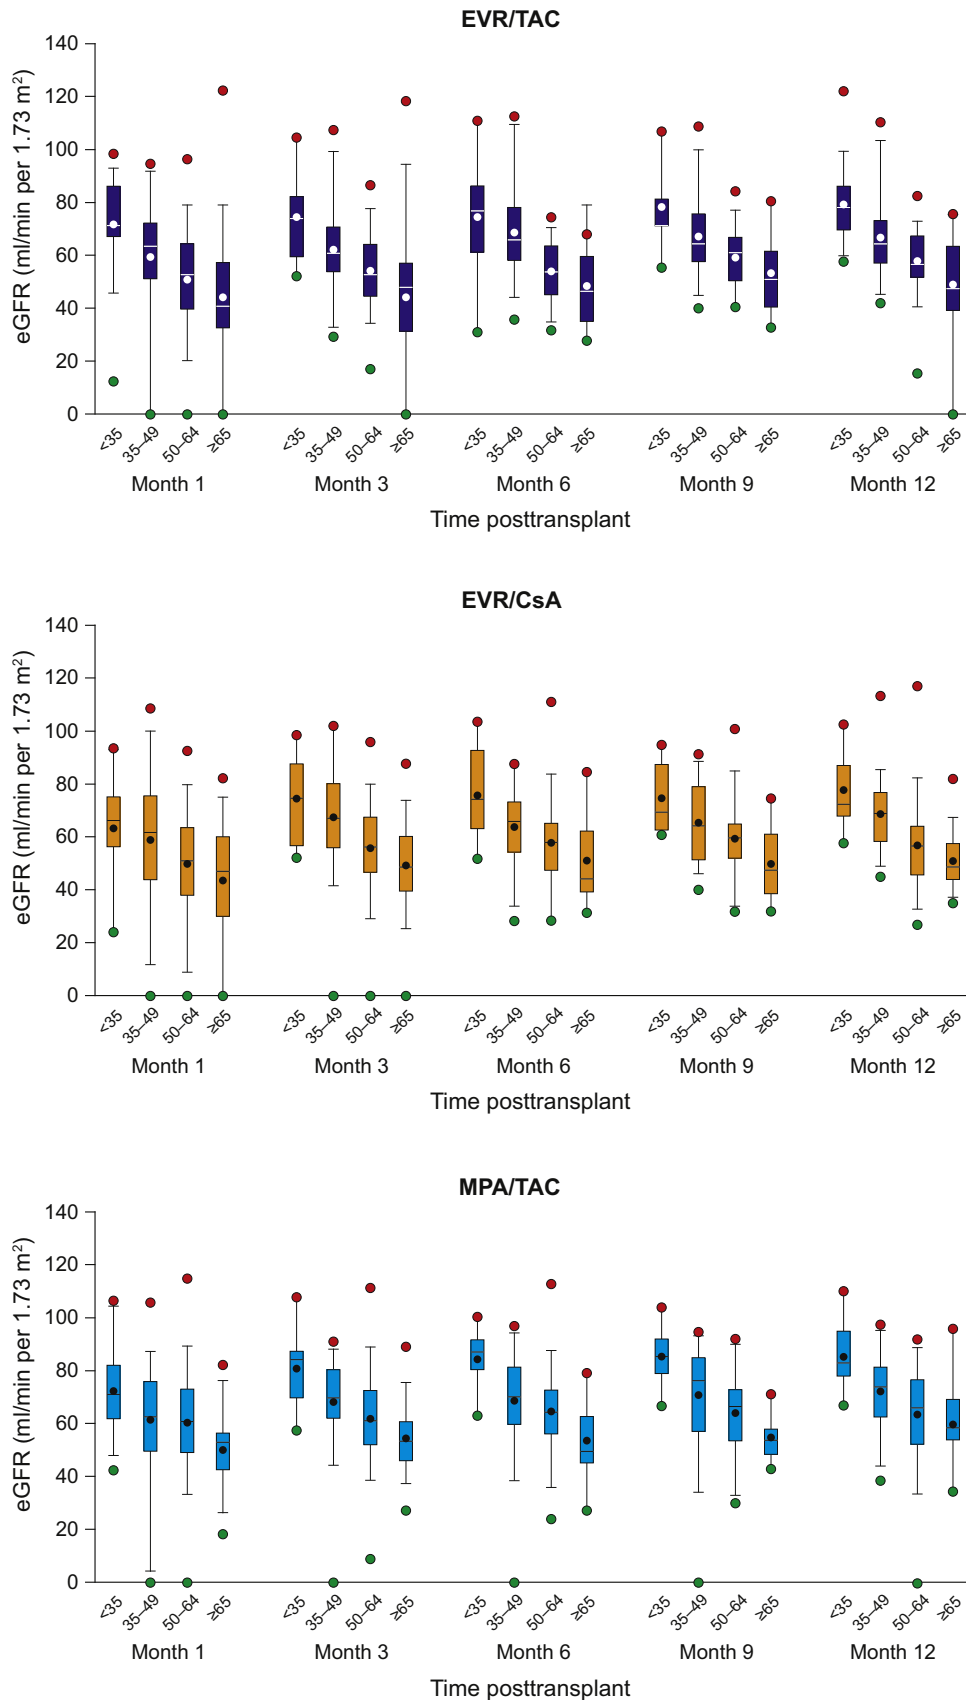 EVR/TAC
eGFR (ml/min per 1.73 m²)
140
120
100
80
60
40
20
0
<35 35–49 50–64 ≥65 <35 35–49 50–64 ≥65 <35 35–49 50–64 ≥65 <35 35–49 50–64 ≥65 <35 35–49 50–64 ≥65
Month 1 Month 3 Month 6 Month 9 Month 12
Time posttransplant
EVR/CsA
eGFR (ml/min per 1.73 m²)
140
120
100
80
60
40
20
0
<35 35–49 50–64 ≥65 <35 35–49 50–64 ≥65 <35 35–49 50–64 ≥65 <35 35–49 50–64 ≥65 <35 35–49 50–64 ≥65
Month 1 Month 3 Month 6 Month 9 Month 12
Time posttransplant
MPA/TAC
eGFR (ml/min per 1.73 m²)
140
120
100
80
60
40
20
0
<35 35–49 50–64 ≥65 <35 35–49 50–64 ≥65 <35 35–49 50–64 ≥65 <35 35–49 50–64 ≥65 <35 35–49 50–64 ≥65
Month 1 Month 3 Month 6 Month 9 Month 12
Time posttransplant